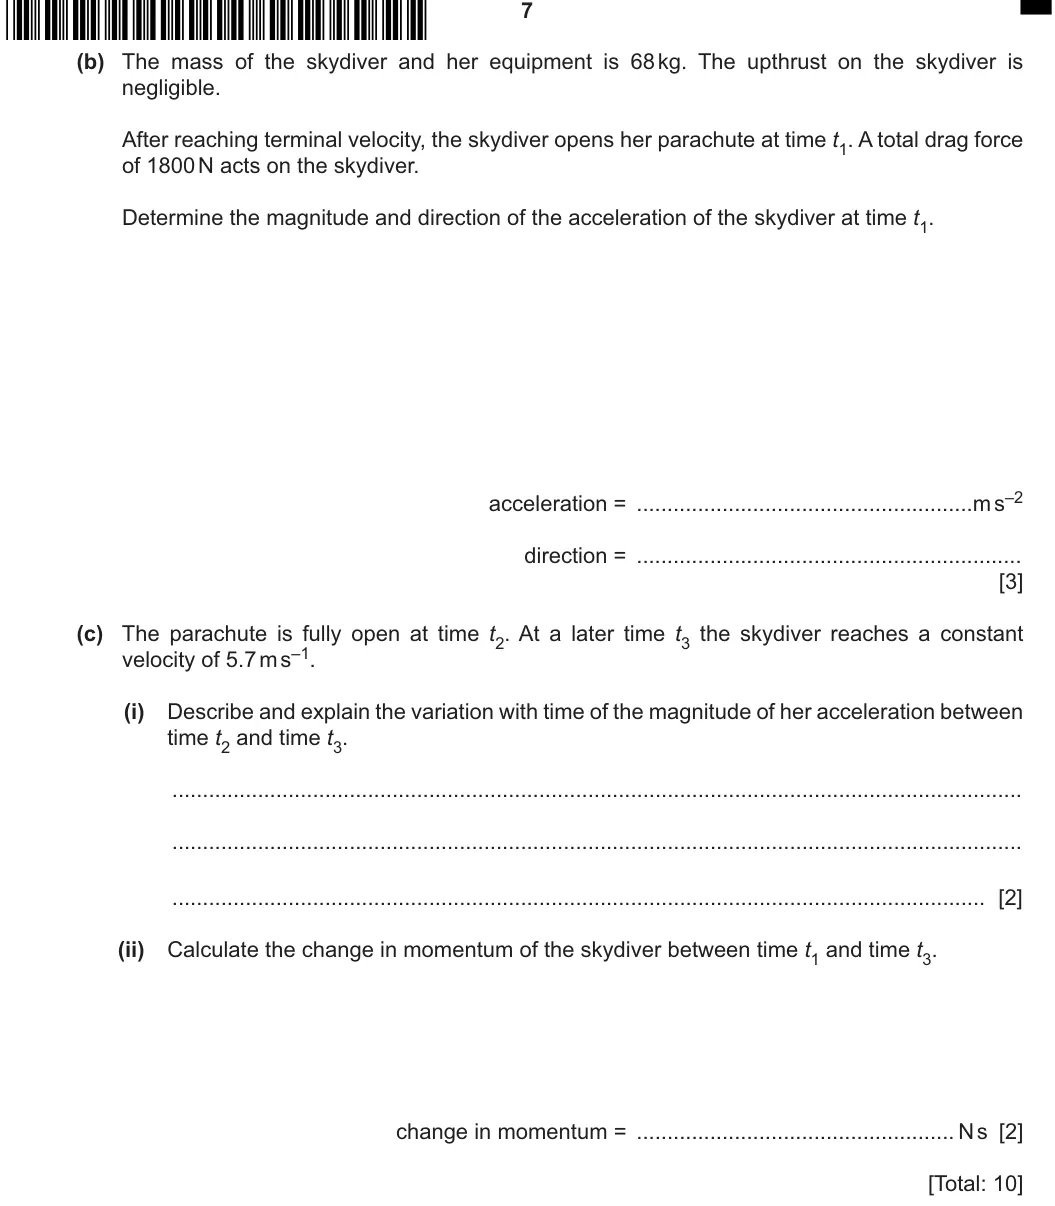 7
(b) The mass of the skydiver and her equipment is 68 kg. The upthrust on the skydiver is
negligible.
After reaching terminal velocity, the skydiver opens her parachute at time t1. A total drag force
of 1800 N acts on the skydiver.
Determine the magnitude and direction of the acceleration of the skydiver at time t1.
acceleration = ....................................................... m s–2
direction = ...............................................................
[3]
(c) The parachute is fully open at time t2. At a later time t3 the skydiver reaches a constant
velocity of 5.7 m s–1.
(i) Describe and explain the variation with time of the magnitude of her acceleration between
time t2 and time t3.
...........................................................................................................................................
...........................................................................................................................................
..................................................................................................................................... [2]
(ii) Calculate the change in momentum of the skydiver between time t1 and time t3.
change in momentum = .................................................... N s [2]
[Total: 10]